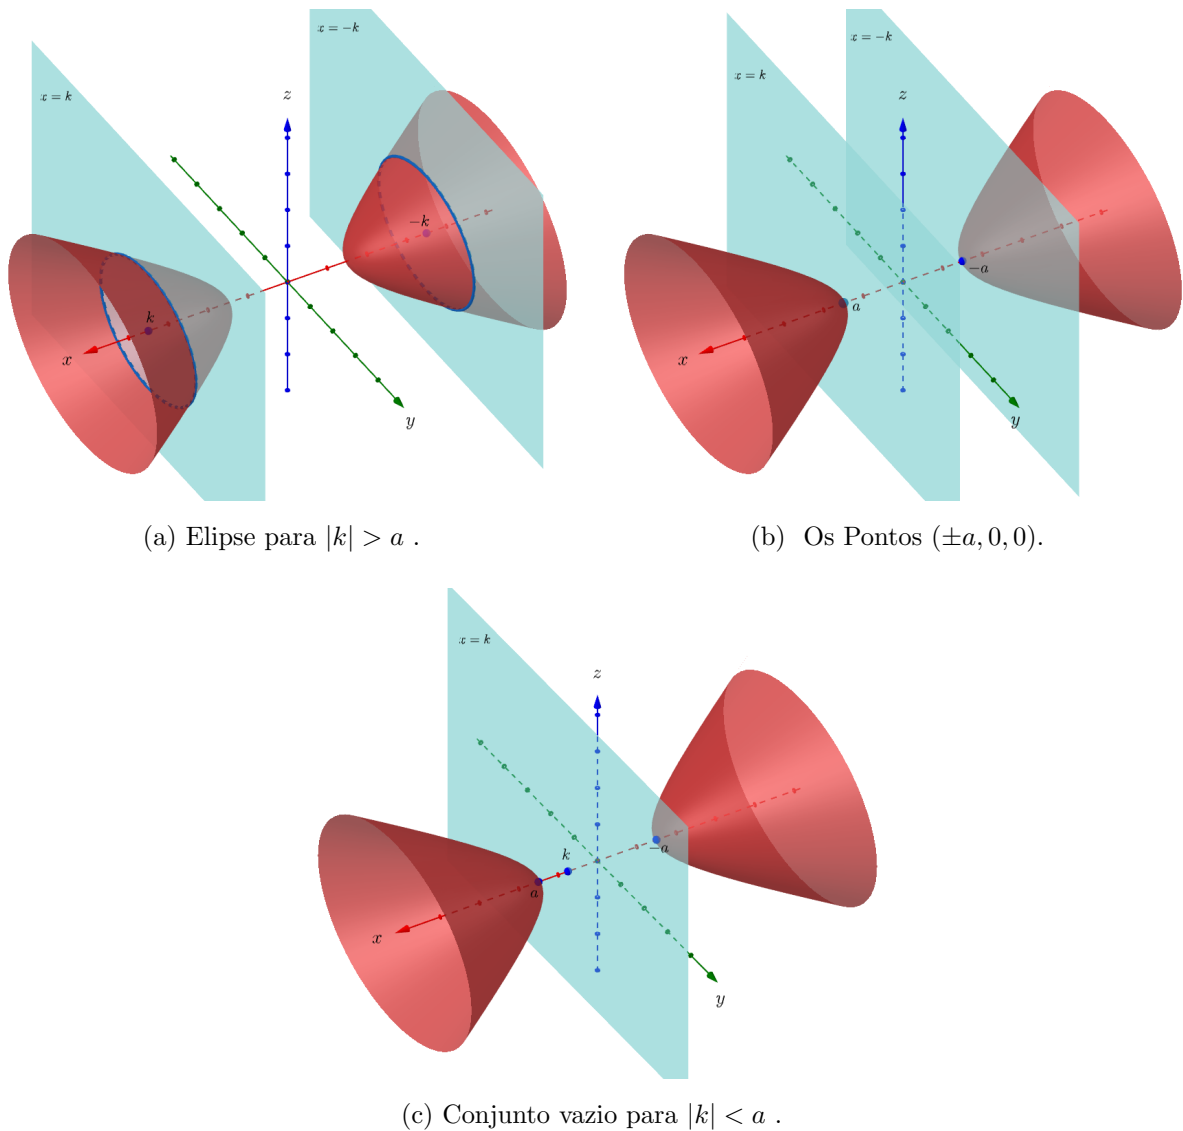 x = −k
x = k
z
−k
k
x
y
(a) Elipse para |k| > a .
x = −k
x = k
z
−a
a
x
y
(b) Os Pontos (±a, 0, 0).
x = k
z
k
−a
a
x
y
(c) Conjunto vazio para |k| < a .